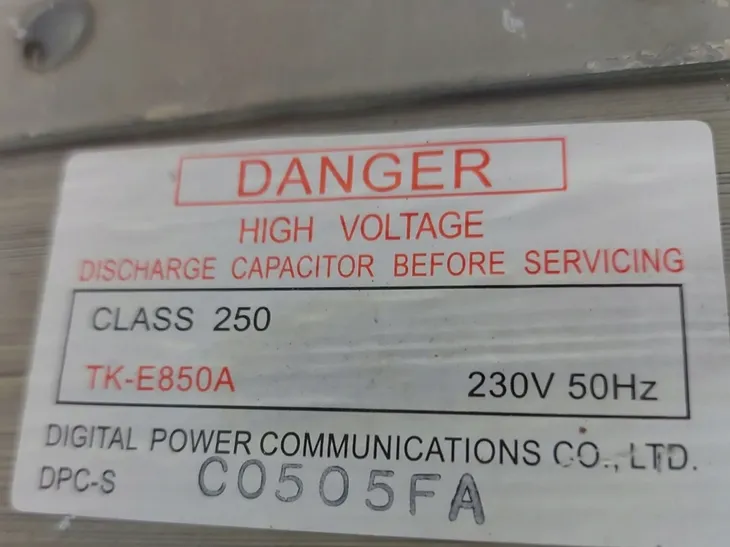 DANGER
HIGH VOLTAGE
DISCHARGE CAPACITOR BEFORE SERVICING
CLASS 250
TK-E850A 230V 50Hz
DIGITAL POWER COMMUNICATIONS CO., LTD.
DPC-S C0505FA